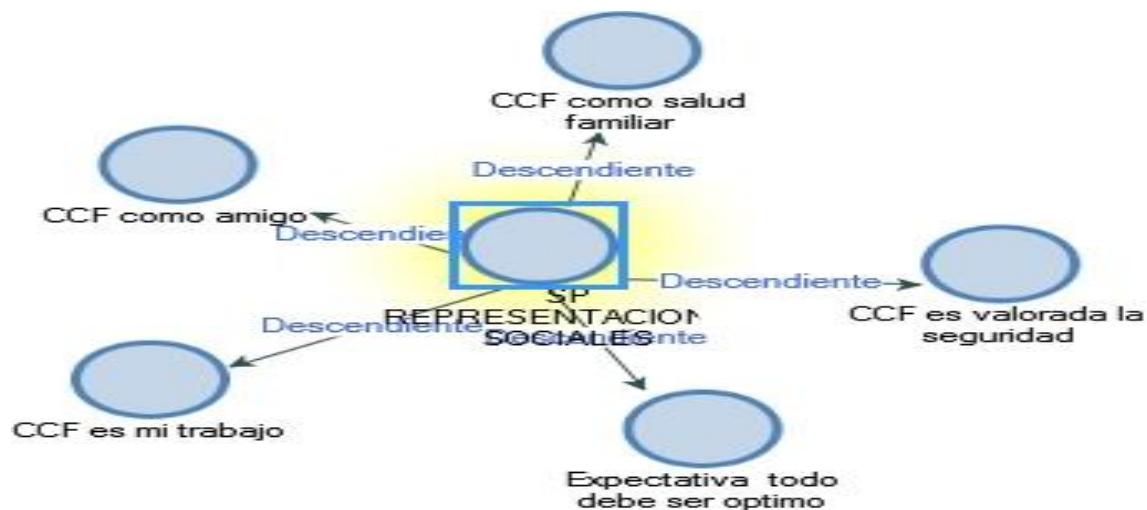 CCF como salud
familiar
Descendiente
CCF como amigo
Descendie
Descendiente
CCF es valorada la
seguridad
SP
REPRESENTACION
SOCIALES
Descendiente
Descendiente
CCF es mi trabajo
Expectativa todo
debe ser optimo